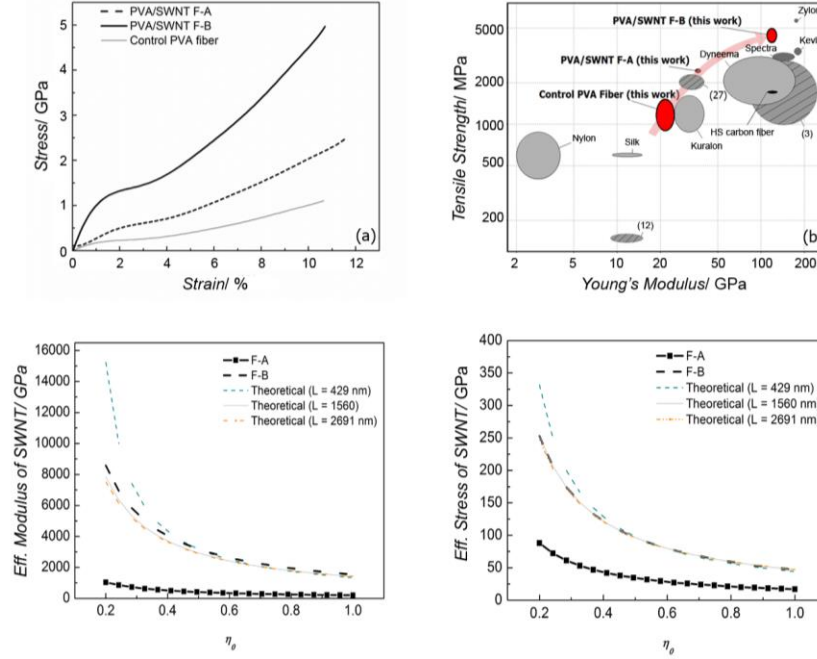 PVA/SWNT F-A
PVA/SWNT F-B
Control PVA fiber
6
5
4
3
2
1
0
Stress/ GPa
(a)
0 2 4 6 8 10 12
Strain/ %
5000
2000
1000
500
200
Tensile Strength/ MPa
Zylon
PVA/SWNT F-B (this work)
Spectra
Dyneema
PVA/SWNT F-A (this work)
(27)
Control PVA Fiber (this work)
HS carbon fiber
(3)
Nylon
Silk
Kuralon
(12)
(b
2 5 10 20 50 100 200
Young's Modulus/ GPa
16000
14000
12000
10000
8000
6000
4000
2000
0
Eff. Modulus of SWNT/ GPa
F-A
F-B
Theoretical (L = 429 nm)
Theoretical (L = 1560)
Theoretical (L = 2691 nm)
0.2 0.4 0.6 0.8 1.0
η₀
400
350
300
250
200
150
100
50
0
Eff. Stress of SWNT/ GPa
F-A
F-B
Theoretical (L = 429 nm)
Theoretical (L = 1560 nm)
Theoretical (L = 2691 nm)
0.2 0.4 0.6 0.8 1.0
η₀